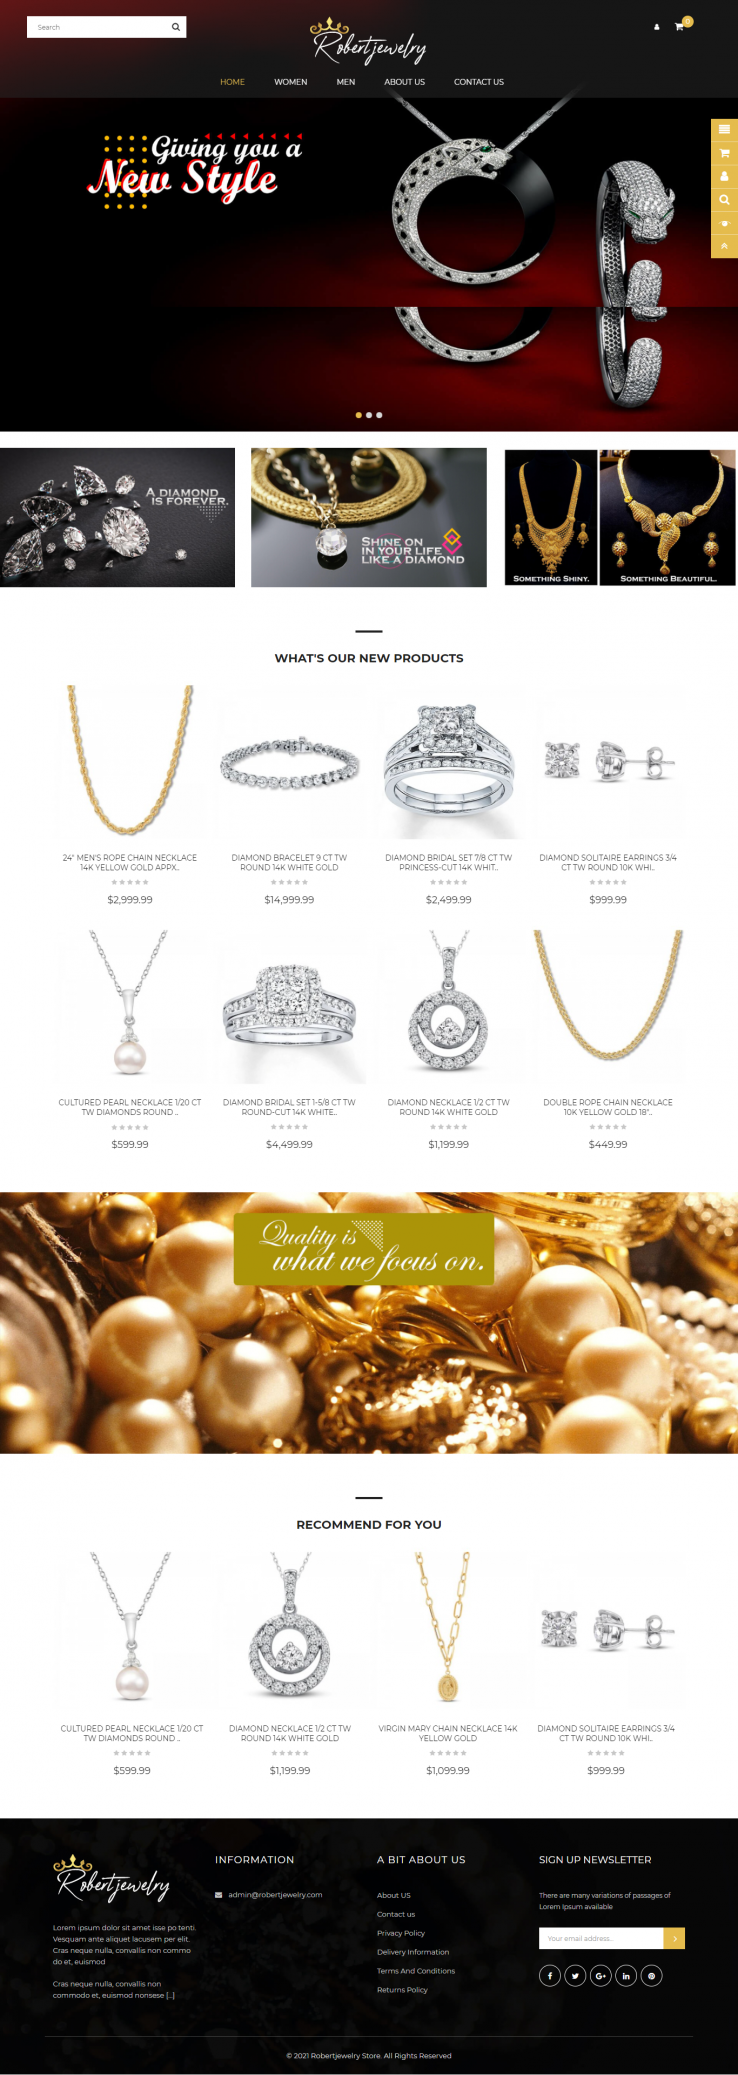 Search
Robertjewelry
0
HOME
WOMEN
MEN
ABOUT US
CONTACT US
Giving you a
New Style
A DIAMOND
IS FOREVER.
SHINE ON
IN YOUR LIFE
LIKE A DIAMOND
SOMETHING SHINY.
SOMETHING BEAUTIFUL.
WHAT'S OUR NEW PRODUCTS
24" MEN'S ROPE CHAIN NECKLACE
14K YELLOW GOLD APPX..
$2,999.99
DIAMOND BRACELET 9 CT TW
ROUND 14K WHITE GOLD
$14,999.99
DIAMOND BRIDAL SET 7/8 CT TW
PRINCESS-CUT 14K WHIT..
$2,499.99
DIAMOND SOLITAIRE EARRINGS 3/4
CT TW ROUND 10K WHI..
$999.99
CULTURED PEARL NECKLACE 1/20 CT
TW DIAMONDS ROUND ..
$599.99
DIAMOND BRIDAL SET 1-5/8 CT TW
ROUND-CUT 14K WHITE..
$4,499.99
DIAMOND NECKLACE 1/2 CT TW
ROUND 14K WHITE GOLD
$1,199.99
DOUBLE ROPE CHAIN NECKLACE
10K YELLOW GOLD 18"..
$449.99
Quality is
what we focus on.
RECOMMEND FOR YOU
CULTURED PEARL NECKLACE 1/20 CT
TW DIAMONDS ROUND ..
$599.99
DIAMOND NECKLACE 1/2 CT TW
ROUND 14K WHITE GOLD
$1,199.99
VIRGIN MARY CHAIN NECKLACE 14K
YELLOW GOLD
$1,099.99
DIAMOND SOLITAIRE EARRINGS 3/4
CT TW ROUND 10K WHI..
$999.99
Robertjewelry
Lorem ipsum dolor sit amet isse po tenti.
Vesquam ante aliquet lacusem per elit.
Cras neque nulla, convallis non commo
do et, euismod
Cras neque nulla, convallis non
commodo et, euismod nonsese [...]
INFORMATION
admin@robertjewelry.com
A BIT ABOUT US
About US
Contact us
Privacy Policy
Delivery Information
Terms And Conditions
Returns Policy
SIGN UP NEWSLETTER
There are many variations of passages of
Lorem Ipsum available
Your email address..
© 2021 Robertjewelry Store. All Rights Reserved